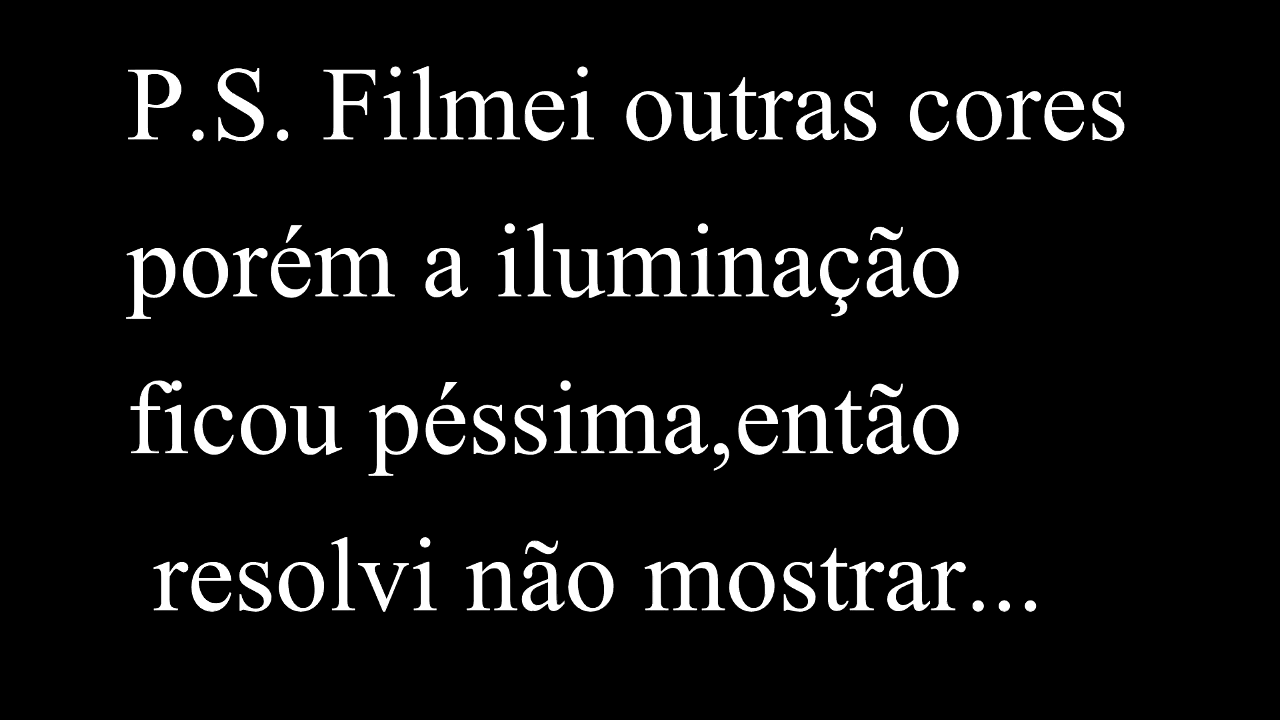 P.S. Filmei outras cores
porém a iluminação
ficou péssima,então
resolvi não mostrar...